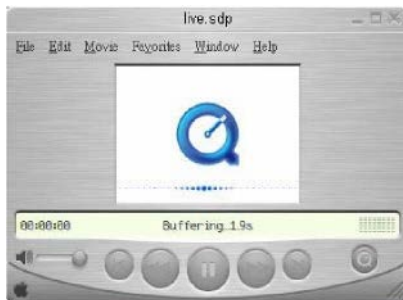 live.sdp
File Edit Movie Favorites Window Help
00:00:00 Buffering...1.9s